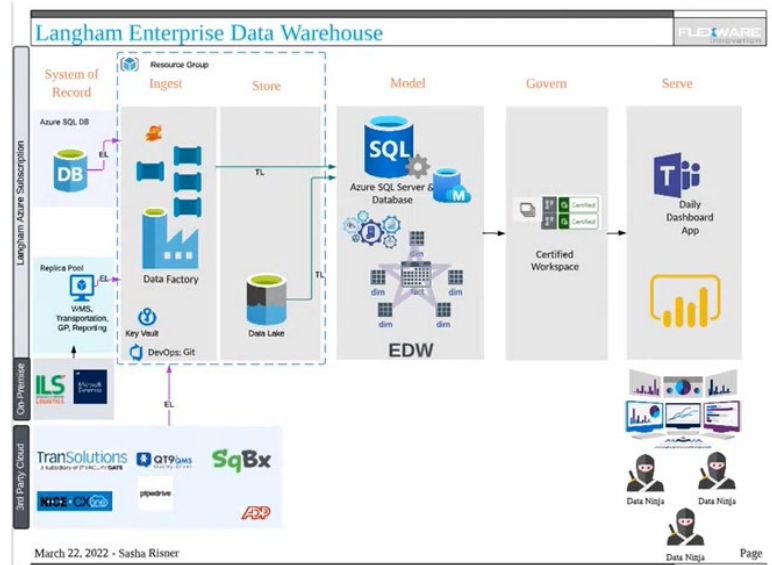 Langham Enterprise Data Warehouse
FLEXWARE
innovation
System of
Record
Resource Group
Ingest
Store
Model
Govern
Serve
Langham Azure Subscription
Azure SQL DB
DB
EL
TL
SQL
M
Azure SQL Server &
Database
Certified
Certified
Certified
Workspace
T
Daily
Dashboard
App
Replica Pool
EL
WMS,
Transportation,
GP, Reporting
Data Factory
TL
Data Lake
Key Vault
DevOps: Git
dim
dim
fact
dim
dim
dim
EDW
On-Premise
ILS
LOGISTICS
Microsoft
Dynamics
EL
3rd Party Cloud
TranSolutions
QT9QMS
SqBx
NICE CXone
pipedrive
ADP
Data Ninja
Data Ninja
Data Ninja
March 22, 2022 - Sasha Risner
Page